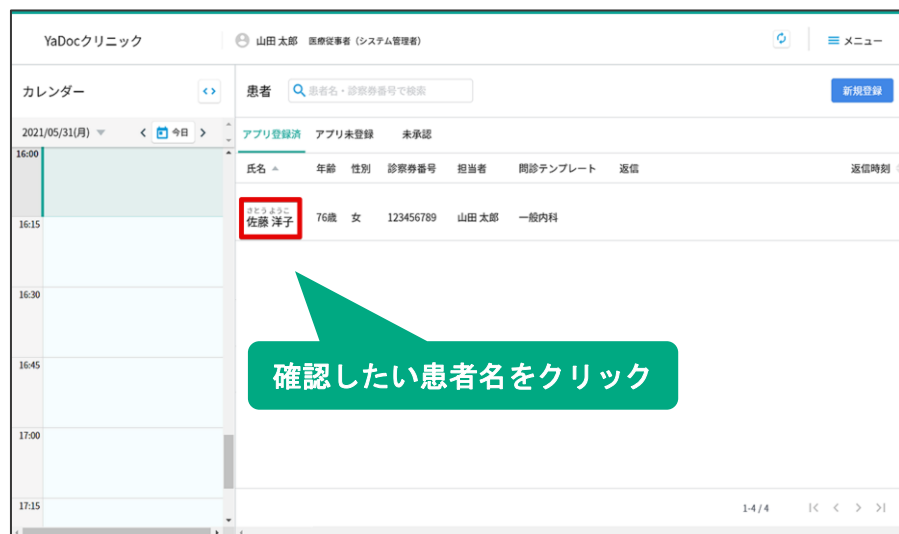 YaDocクリニック
山田 太郎 医療従事者（システム管理者）
メニュー
カレンダー
患者
患者名・診察券番号で検索
新規登録
2021/05/31(月)
今日
アプリ登録済 アプリ未登録 未承認
16:00
氏名 年齢 性別 診察券番号 担当者 問診テンプレート 返信 返信時刻
さとう ようこ
佐藤 洋子 76歳 女 123456789 山田 太郎 一般内科
16:15
16:30
確認したい患者名をクリック
16:45
17:00
17:15
1-4 / 4